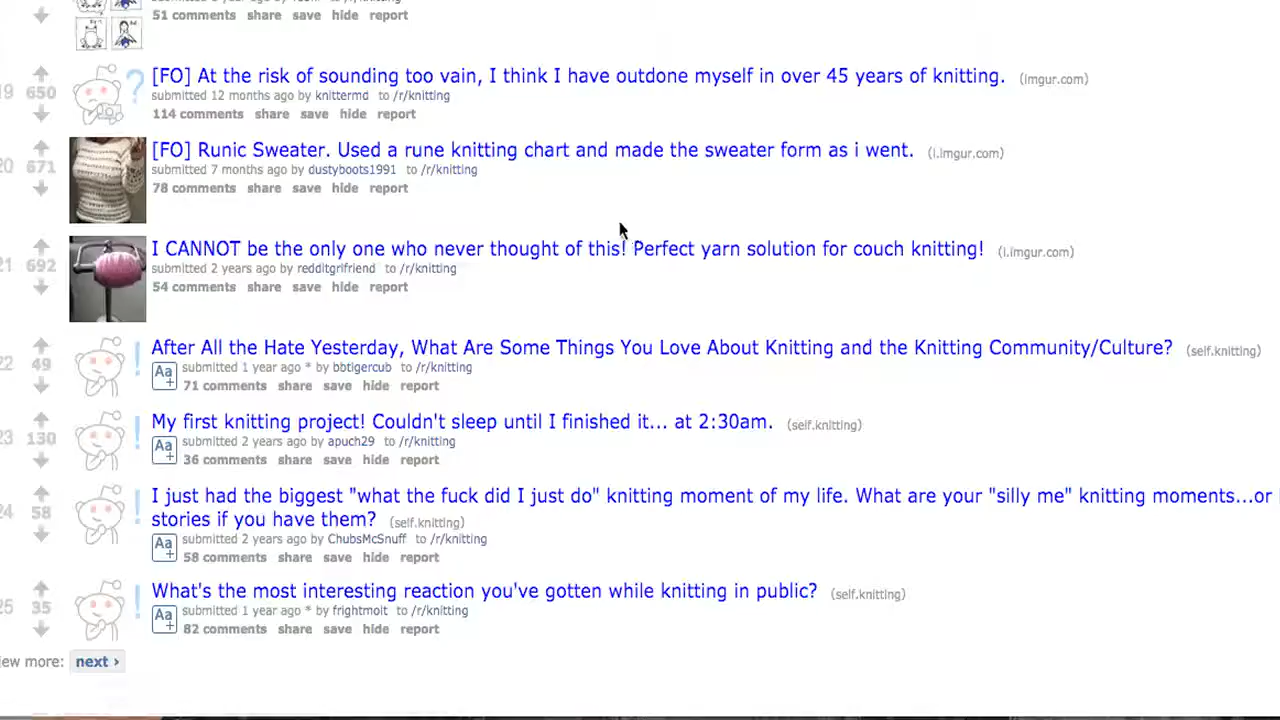 51 comments share save hide report
[FO] At the risk of sounding too vain, I think I have outdone myself in over 45 years of knitting. (imgur.com)
650
submitted 12 months ago by knittermd to /r/knitting
114 comments share save hide report
[FO] Runic Sweater. Used a rune knitting chart and made the sweater form as i went. (i.imgur.com)
20 671
submitted 7 months ago by dustyboots1991 to /r/knitting
78 comments share save hide report
I CANNOT be the only one who never thought of this! Perfect yarn solution for couch knitting! (i.imgur.com)
21 692
submitted 2 years ago by redditgrlfriend to /r/knitting
54 comments share save hide report
After All the Hate Yesterday, What Are Some Things You Love About Knitting and the Knitting Community/Culture? (self.knitting)
22 49
Aa+ submitted 1 year ago * by bbtigercub to /r/knitting
71 comments share save hide report
My first knitting project! Couldn't sleep until I finished it... at 2:30am. (self.knitting)
23 130
Aa+ submitted 2 years ago by apuch29 to /r/knitting
36 comments share save hide report
I just had the biggest "what the fuck did I just do" knitting moment of my life. What are your "silly me" knitting moments...or
24 58
stories if you have them? (self.knitting)
Aa+ submitted 2 years ago by ChubsMcSnuff to /r/knitting
58 comments share save hide report
What's the most interesting reaction you've gotten while knitting in public? (self.knitting)
25 35
Aa+ submitted 1 year ago * by frightmoit to /r/knitting
82 comments share save hide report
ew more: next ›